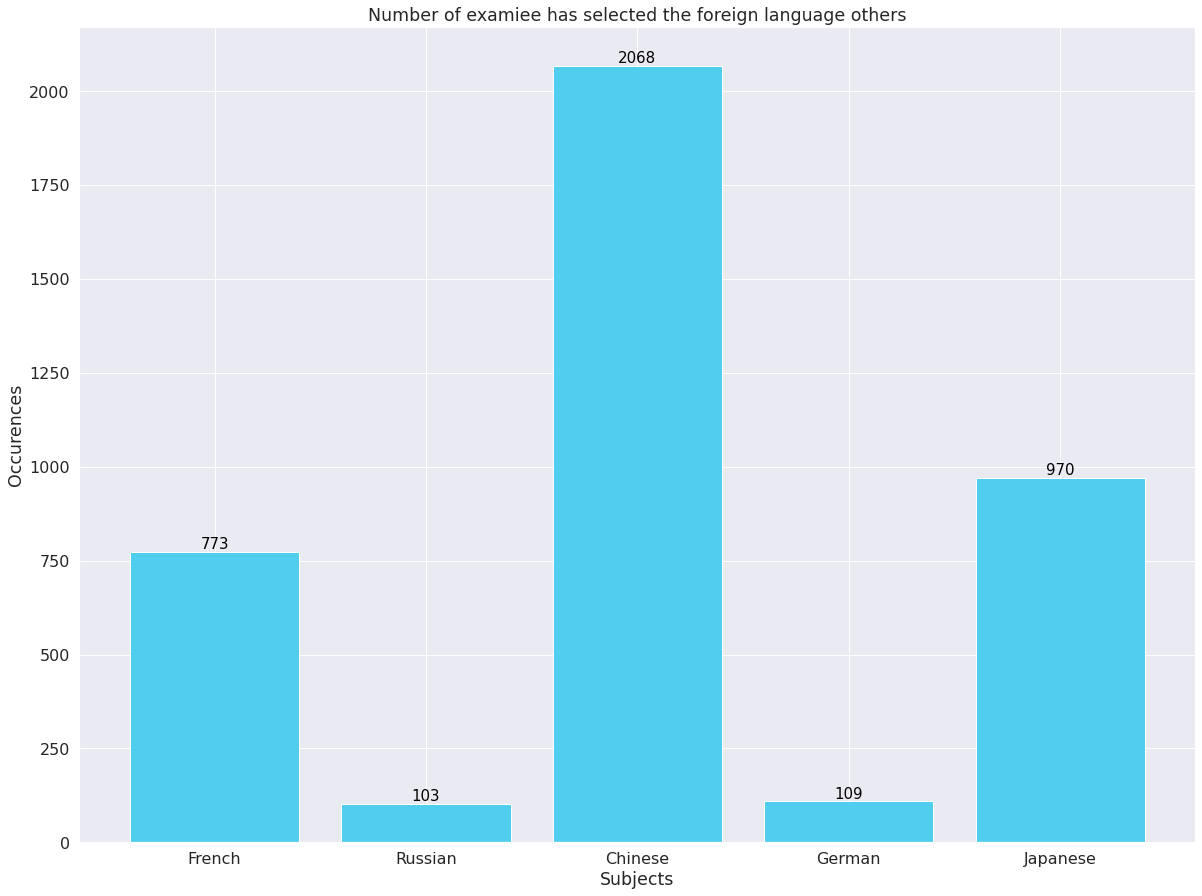 Number of examiee has selected the foreign language others
2068
2000
1750
1500
1250
Occurences
1000
970
773
750
500
250
103
109
0
French
Russian
Chinese
German
Japanese
Subjects